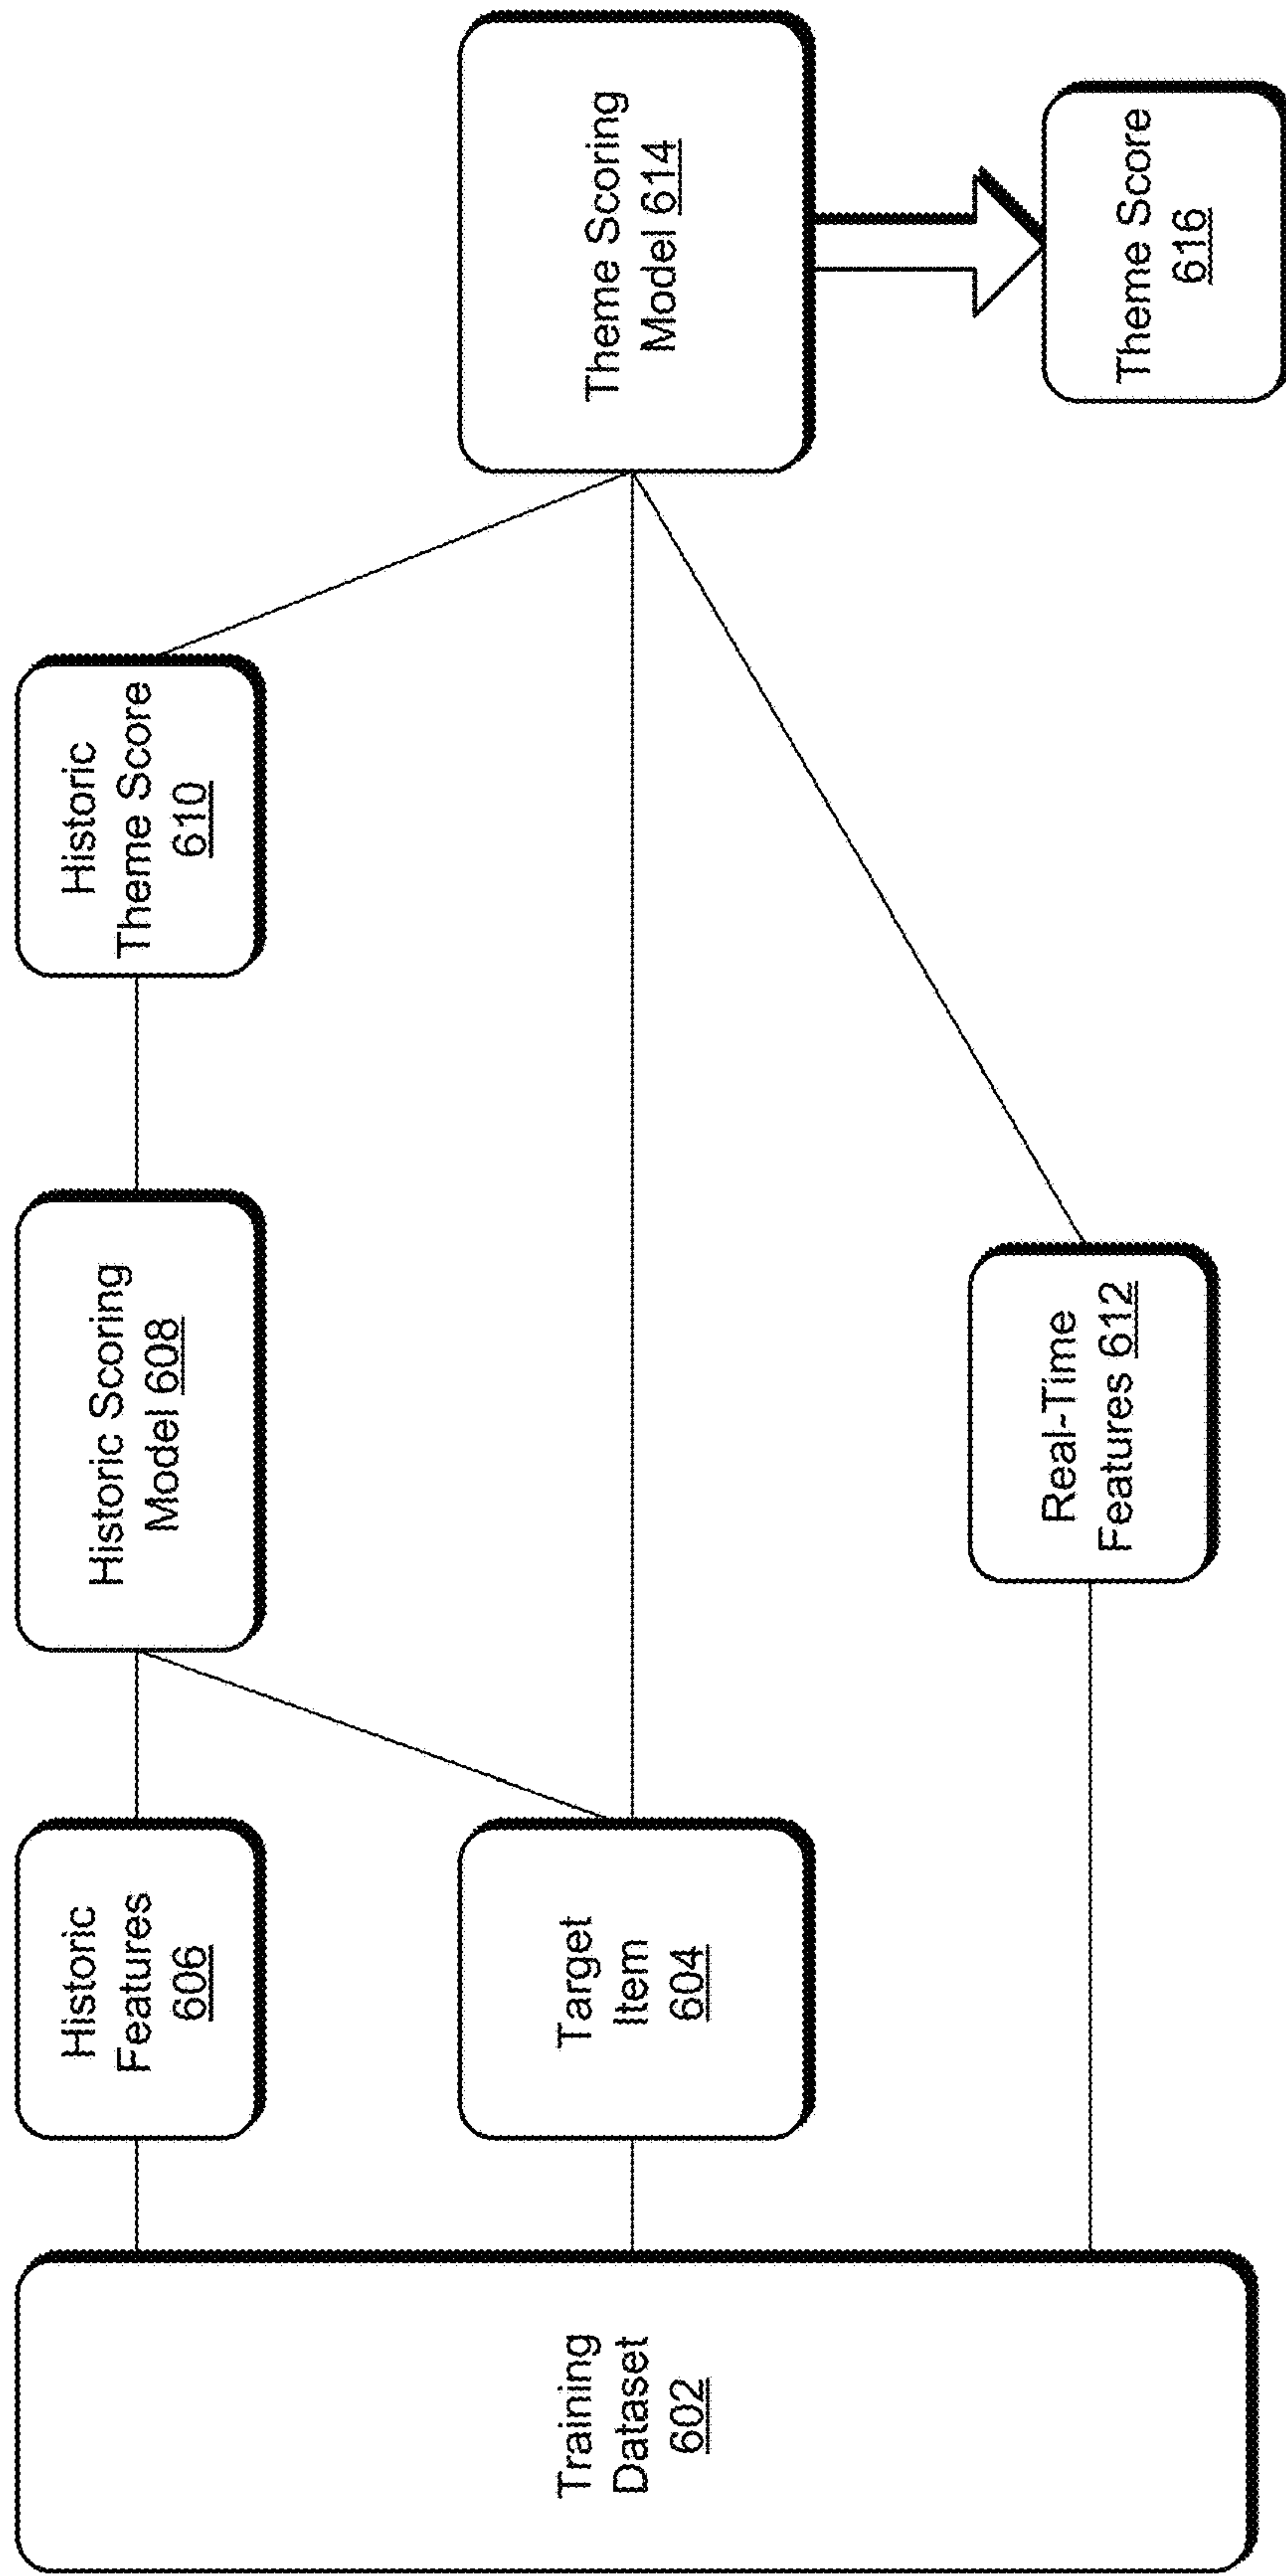 Training
Dataset
602
Historic
Features
606
Target
Item
604
Historic Scoring
Model 608
Real-Time
Features 612
Historic
Theme Score
610
Theme Scoring
Model 614
Theme Score
616